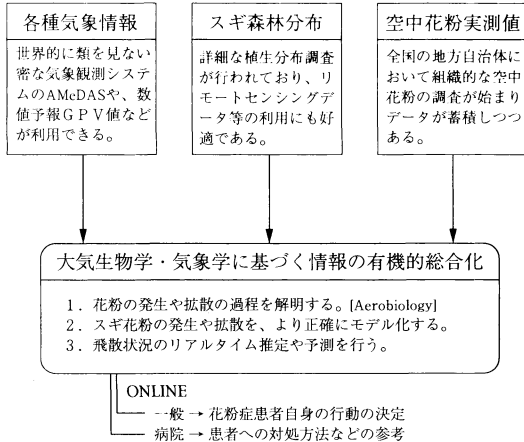 各種気象情報
世界的に類を見ない
密な気象観測システ
ムのAMeDASや、数
値予報ＧＰＶ値など
が利用できる。
スギ森林分布
詳細な植生分布調査
が行われており、リ
モートセンシングデ
ータ等の利用にも好
適である。
空中花粉実測値
全国の地方自治体に
おいて組織的な空中
花粉の調査が始まり
データが蓄積しつつ
ある。
大気生物学・気象学に基づく情報の有機的総合化
1．花粉の発生や拡散の過程を解明する。[Aerobiology]
2．スギ花粉の発生や拡散を、より正確にモデル化する。
3．飛散状況のリアルタイム推定や予測を行う。
ONLINE
一般 → 花粉症患者自身の行動の決定
病院 → 患者への対処方法などの参考